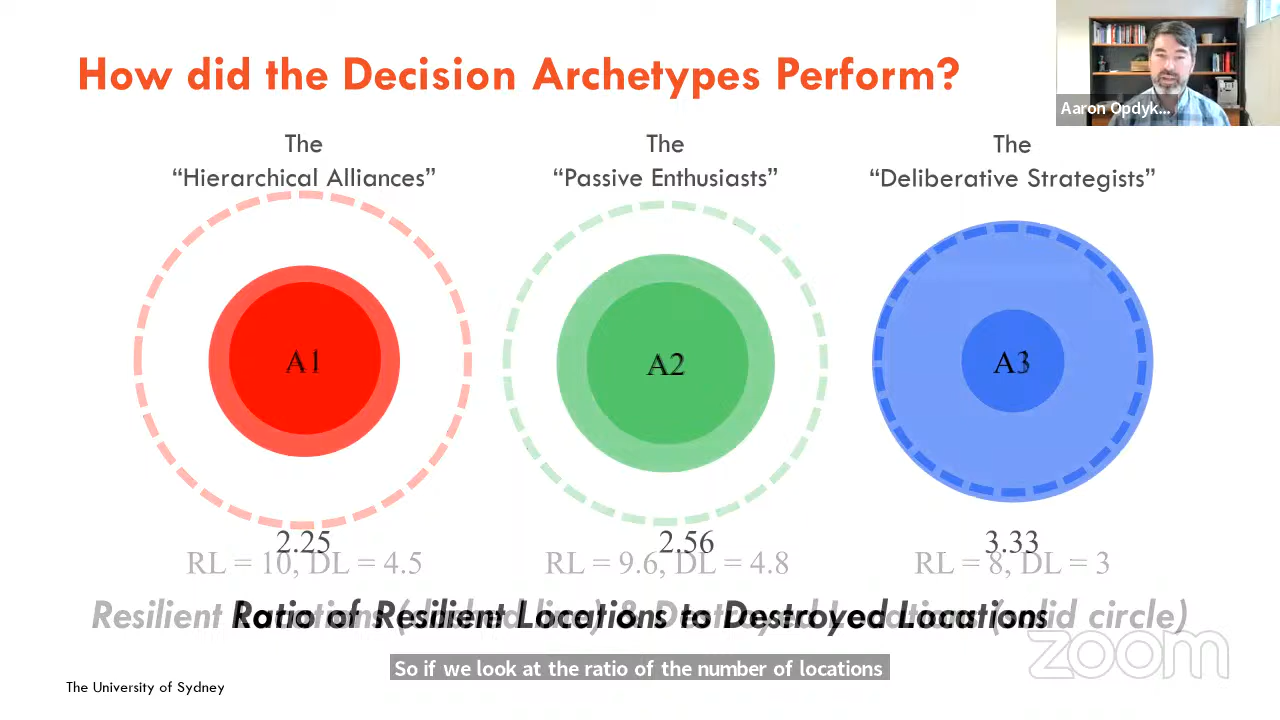 How did the Decision Archetypes Perform?
Aaron Opdyk...
The
“Hierarchical Alliances”
The
“Passive Enthusiasts”
The
“Deliberative Strategists”
A1
A2
A3
2.25
2.56
3.33
RL = 10, DL = 4.5
RL = 9.6, DL = 4.8
RL = 8, DL = 3
Ratio of Resilient Locations to Destroyed Locations
Resilient Locations (dashed line) & Destroyed Locations (solid circle)
So if we look at the ratio of the number of locations
zoom
The University of Sydney